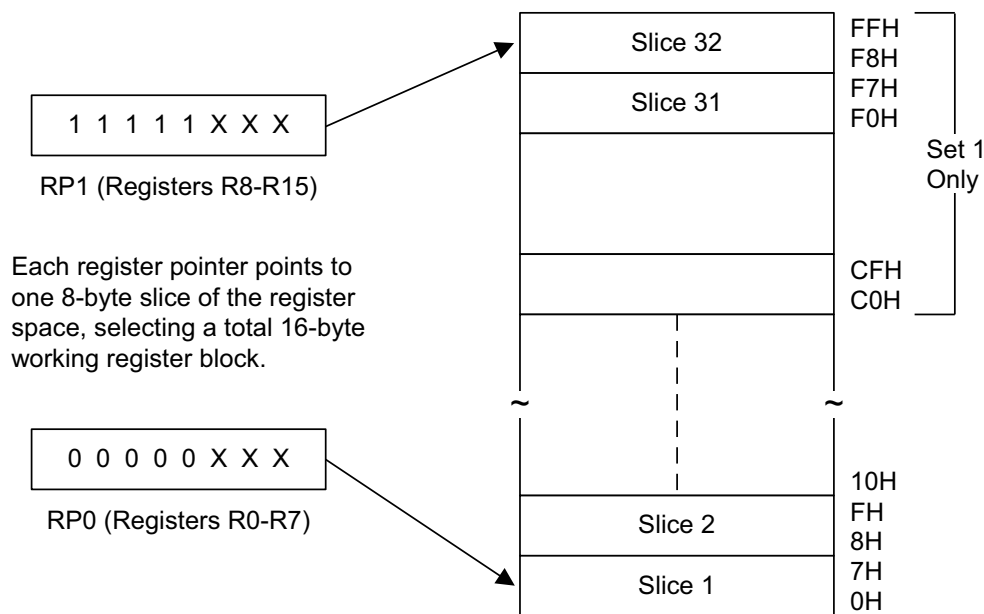 Slice 32
FFH
F8H
Slice 31
F7H
F0H
1 1 1 1 1 X X X
RP1 (Registers R8-R15)
Set 1
Only
Each register pointer points to
one 8-byte slice of the register
space, selecting a total 16-byte
working register block.
CFH
C0H
~ ~
0 0 0 0 0 X X X
RP0 (Registers R0-R7)
10H
Slice 2
FH
8H
Slice 1
7H
0H